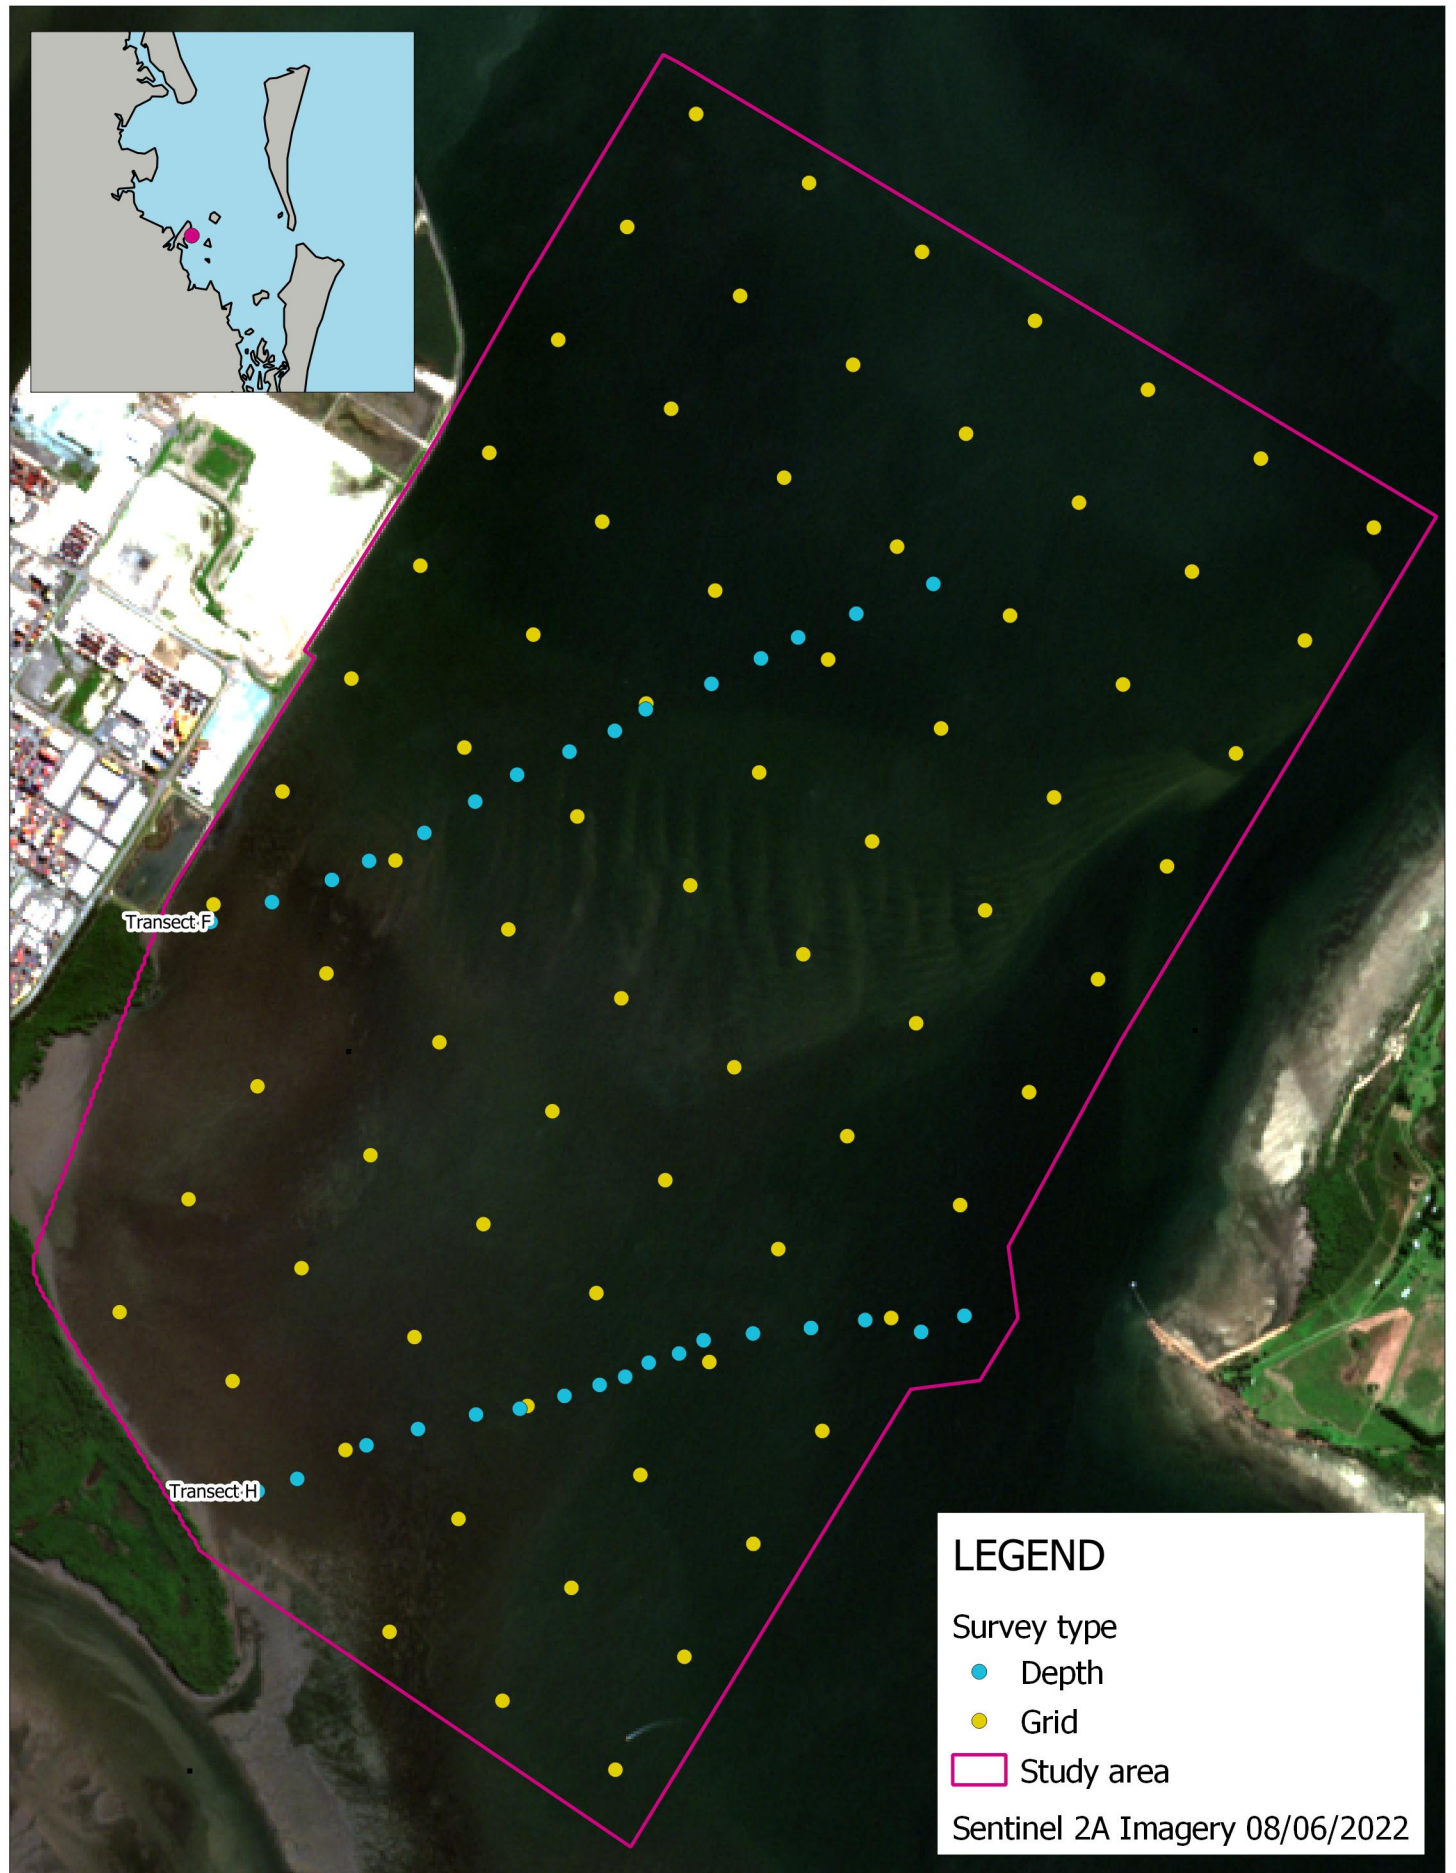 Transect F
Transect H
LEGEND
Survey type
Depth
Grid
Study area
Sentinel 2A Imagery 08/06/2022